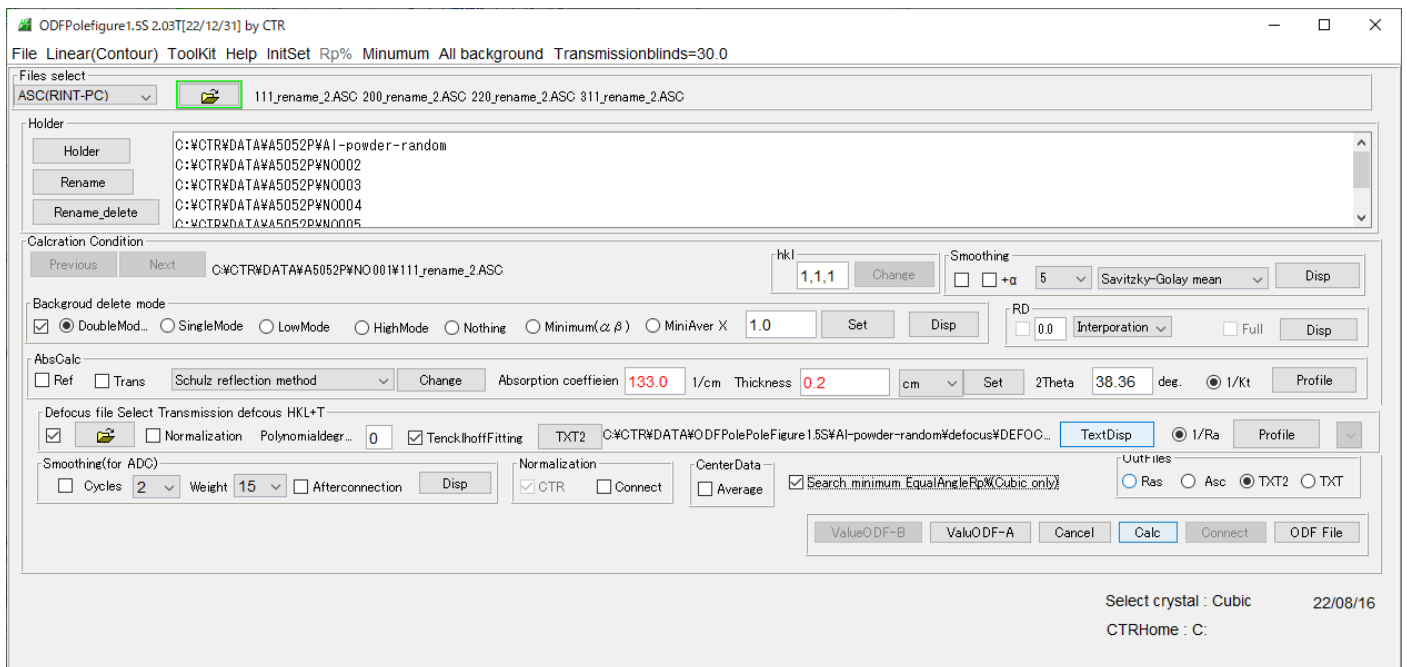 ODFPolefigure1.5S 2.03T[22/12/31] by CTR
File Linear(Contour) ToolKit Help InitSet Rp% Minumum All background Transmissionblinds=30.0
Files select
ASC(RINT-PC) 111_rename_2.ASC 200_rename_2.ASC 220_rename_2.ASC 311_rename_2.ASC
Holder
Holder
Rename
Rename_delete
C:¥CTR¥DATA¥A5052P¥Al-powder-random
C:¥CTR¥DATA¥A5052P¥NO002
C:¥CTR¥DATA¥A5052P¥NO003
C:¥CTR¥DATA¥A5052P¥NO004
C:¥CTR¥DATA¥A5052P¥NO005
Calcration Condition
Previous Next C:¥CTR¥DATA¥A5052P¥NO001¥111_rename_2.ASC
hkl
1,1,1 Change
Smoothing
+α 5 Savitzky-Golay mean Disp
Backgroud delete mode
DoubleMod... SingleMode LowMode HighMode Nothing Minimum(αβ) MiniAver X 1.0 Set Disp
RD
0.0 Interporation Full Disp
AbsCalc
Ref Trans Schulz reflection method Change Absorption coeffieien 133.0 1/cm Thickness 0.2 cm Set 2Theta 38.36 deg. 1/Kt Profile
Defocus file Select Transmission defcous HKL+T
Normalization Polynomialdegr... 0 TencklhoffFitting TXT2 C:¥CTR¥DATA¥ODFPolePoleFigure1.5S¥Al-powder-random¥defocus¥DEFOC... TextDisp 1/Ra Profile
Smoothing(for ADC)
Cycles 2 Weight 15 Afterconnection Disp
Normalization
CTR Connect
CenterData
Average
Search minimum EqualAngleRp%(Cubic only)
OutFiles
Ras Asc TXT2 TXT
ValueODF-B ValuODF-A Cancel Calc Connect ODF File
Select crystal : Cubic 22/08/16
CTRHome : C: